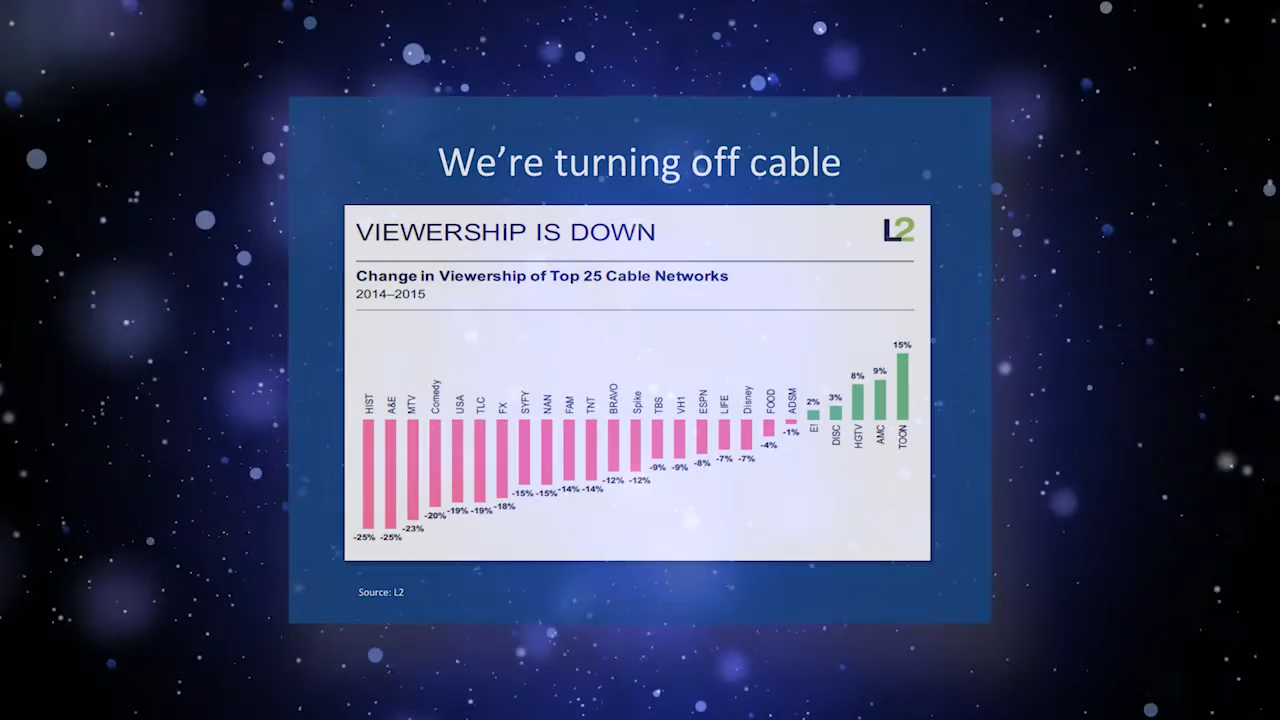 We're turning off cable
VIEWERSHIP IS DOWN
L2
Change in Viewership of Top 25 Cable Networks
2014–2015
HIST A&E MTV Comedy USA TLC FX SYFY NAN FAM TNT BRAVO Spike TBS VH1 ESPN LIFE Disney FOOD ADSM E! DISC HGTV AMC TOON
-25% -25% -23% -20% -19% -19% -18% -15% -15% -14% -14% -12% -12% -9% -9% -8% -7% -7% -4% -1% 2% 3% 8% 9% 15%
Source: L2